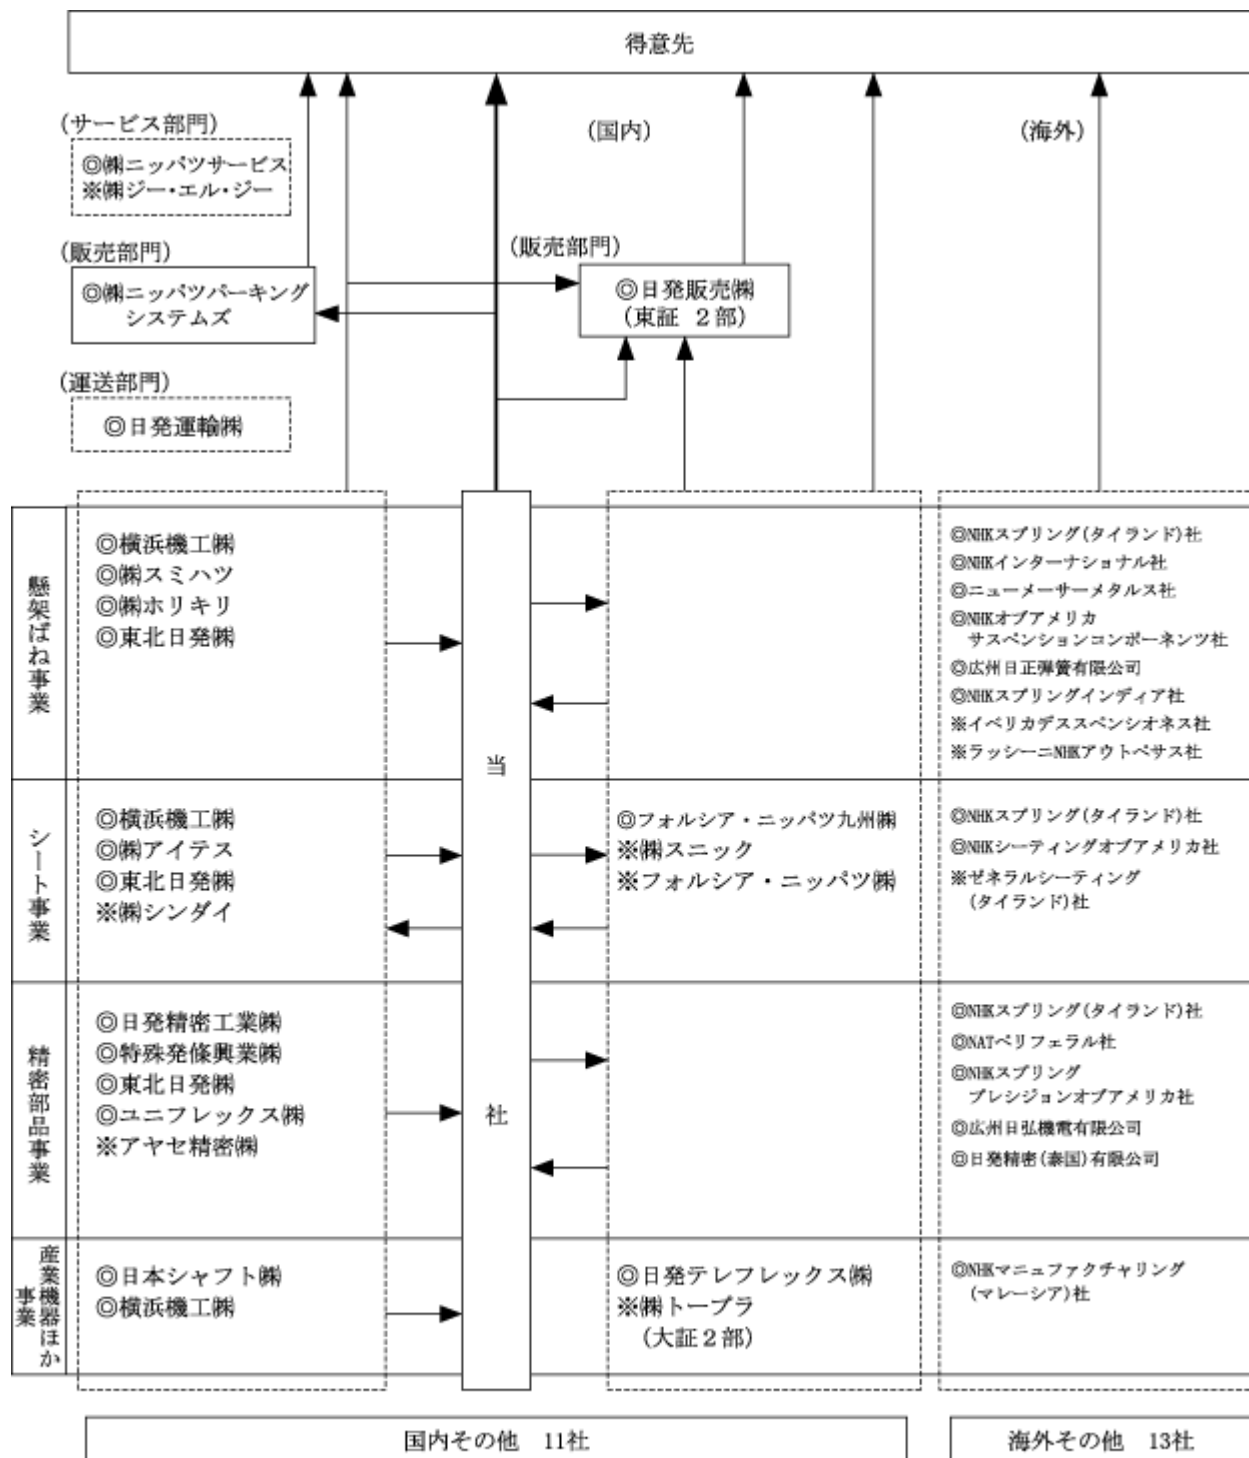 得意先
(サービス部門)
◎㈱ニッパツサービス
※㈱ジー・エル・ジー
(国内)
(海外)
(販売部門)
◎㈱ニッパツパーキング
システムズ
(販売部門)
◎日発販売㈱
(東証 2部)
(運送部門)
◎日発運輸㈱
懸架ばね事業
◎横浜機工㈱
◎㈱スミハツ
◎㈱ホリキリ
◎東北日発㈱
当社
◎NHKスプリング(タイランド)社
◎NHKインターナショナル社
◎ニューメーサーメタルス社
◎NHKオブアメリカ
サスペンションコンポーネンツ社
◎広州日正弾簧有限公司
◎NHKスプリングインディア社
※イベリカデススペンシオネス社
※ラッシーニNHKアウトペサス社
シート事業
◎横浜機工㈱
◎㈱アイテス
◎東北日発㈱
※㈱シンダイ
◎フォルシア・ニッパツ九州㈱
※㈱スニック
※フォルシア・ニッパツ㈱
◎NHKスプリング(タイランド)社
◎NHKシーティングオブアメリカ社
※ゼネラルシーティング
(タイランド)社
精密部品事業
◎日発精密工業㈱
◎特殊発條興業㈱
◎東北日発㈱
◎ユニフレックス㈱
※アヤセ精密㈱
◎NHKスプリング(タイランド)社
◎NATペリフェラル社
◎NHKスプリング
プレシジョンオブアメリカ社
◎広州日弘機電有限公司
◎日発精密(泰国)有限公司
産業機器ほか
事業
◎日本シャフト㈱
◎横浜機工㈱
◎日発テレフレックス㈱
※㈱トープラ
(大証2部)
◎NHKマニュファクチャリング
(マレーシア)社
国内その他 11社
海外その他 13社